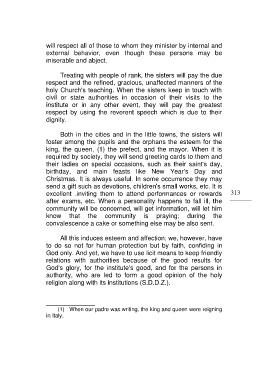 will respect all of those to whom they minister by internal and
external behavior, even though these persons may be
miserable and abject.
Treating with people of rank, the sisters will pay the due
respect and the refined, gracious, unaffected manners of the
holy Church's teaching. When the sisters keep in touch with
civil or state authorities in occasion of their visits to the
institute or in any other event, they will pay the greatest
respect by using the reverent speech which is due to their
dignity.
Both in the cities and in the little towns, the sisters will
foster among the pupils and the orphans the esteem for the
king, the queen, (1) the prefect, and the mayor. When it is
required by society, they will send greeting cards to them and
their ladies on special occasions, such as their saint's day,
birthday, and main feasts like New Year's Day and
Christmas. It is always useful. In some occurrence they may
send a gift such as devotions, children's small works, etc. It is
excellent .inviting them to attend performances or rewards
after exams, etc. When a personality happens to fall ill, the
community will be concerned, will get information, will let him
know that the community is praying; during the
convalescence a cake or something else may be also sent.
All this induces esteem and affection; we, however, have
to do so not for human protection but by faith, confiding in
God only. And yet, we have to use licit means to keep friendly
relations with authorities because of the good results for
God's glory, for the institute's good, and for the persons in
authority, who are led to form a good opinion of the holy
religion along with its institutions (S.D.D.Z.).
313
(1) When our padre was writing, the king and queen were reigning
in Italy.